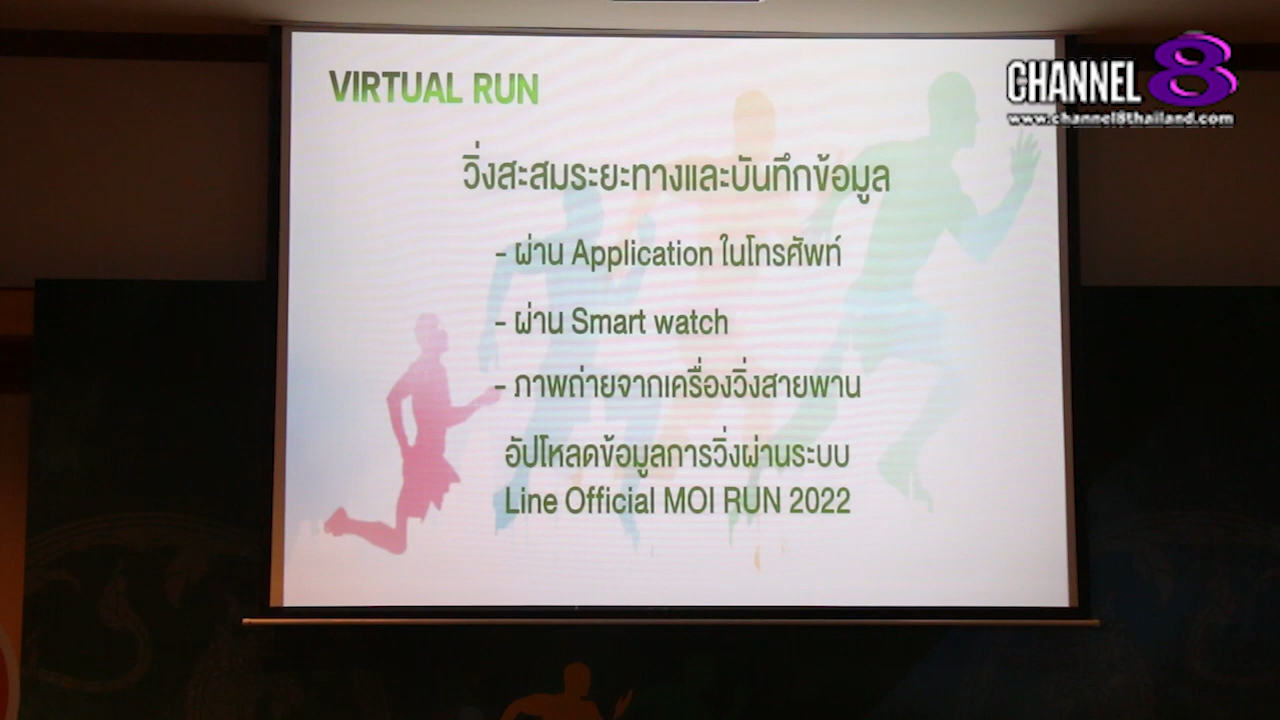 VIRTUAL RUN
CHANNEL 8
www.channel8thailand.com
วิ่งสะสมระยะทางและบันทึกข้อมูล
- ผ่าน Application ในโทรศัพท์
- ผ่าน Smart watch
- ภาพถ่ายจากเครื่องวิ่งสายพาน
อัปโหลดข้อมูลการวิ่งผ่านระบบ
Line Official MOI RUN 2022